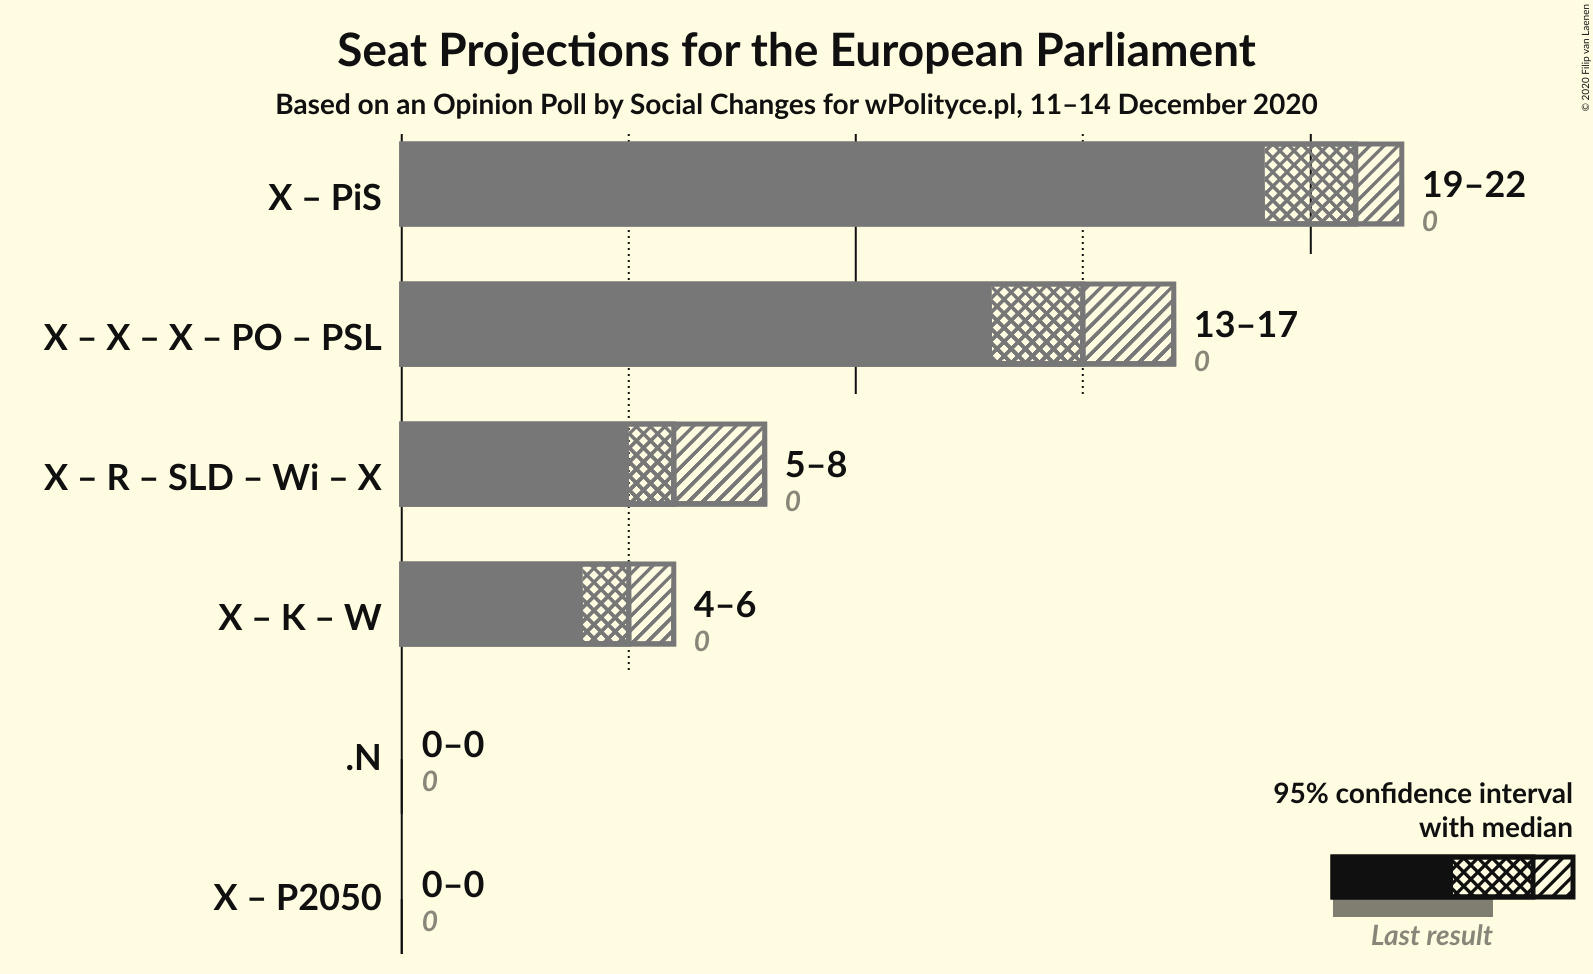 Seat Projections for the European Parliament
Based on an Opinion Poll by Social Changes for wPolityce.pl, 11–14 December 2020
© 2020 Filip van Laenen
X – PiS
19–22
0
X – X – X – PO – PSL
13–17
0
X – R – SLD – Wi – X
5–8
0
X – K – W
4–6
0
.N
0–0
0
X – P2050
0–0
0
95% confidence interval
with median
Last result